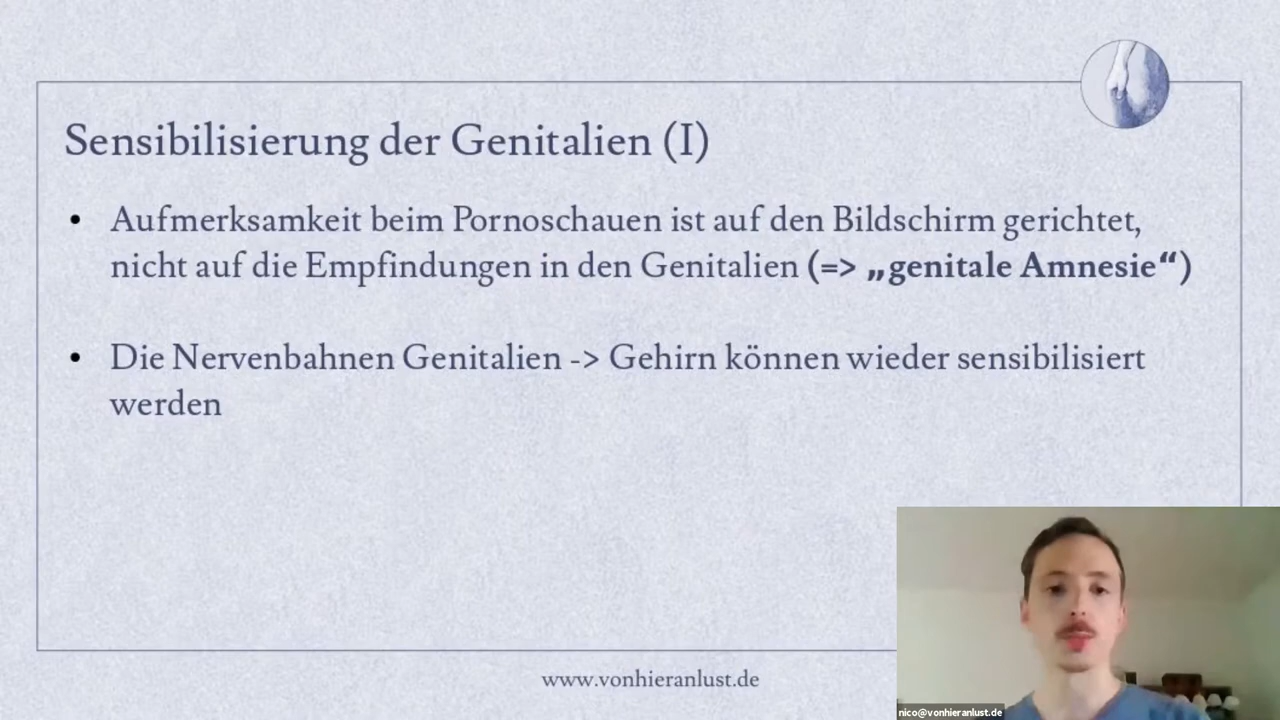 Sensibilisierung der Genitalien (I)
• Aufmerksamkeit beim Pornoschauen ist auf den Bildschirm gerichtet,
nicht auf die Empfindungen in den Genitalien (=> „genitale Amnesie“)
• Die Nervenbahnen Genitalien -> Gehirn können wieder sensibilisiert
werden
www.vonhieranlust.de
nico@vonhieranlust.de